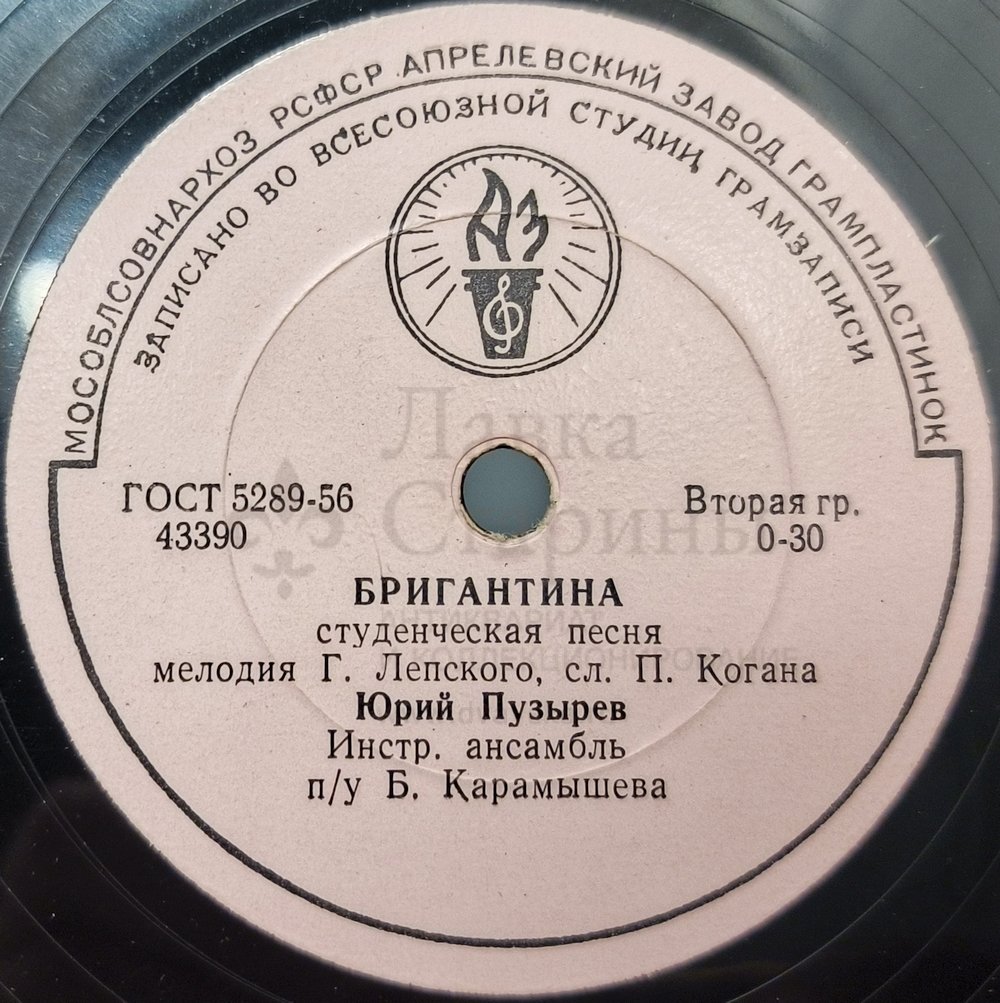 МОСОБЛСОВНАРХОЗ РСФСР АПРЕЛЕВСКИЙ ЗАВОД ГРАМПЛАСТИНОК
ЗАПИСАНО ВО ВСЕСОЮЗНОЙ СТУДИИ ГРАМЗАПИСИ
АЗ
Лавка
Старины
ГОСТ 5289-56
Вторая гр.
43390
0-30
БРИГАНТИНА
студенческая песня
мелодия Г. Лепского, сл. П. Когана
Юрий Пузырев
Инстр. ансамбль
п/у Б. Карамышева